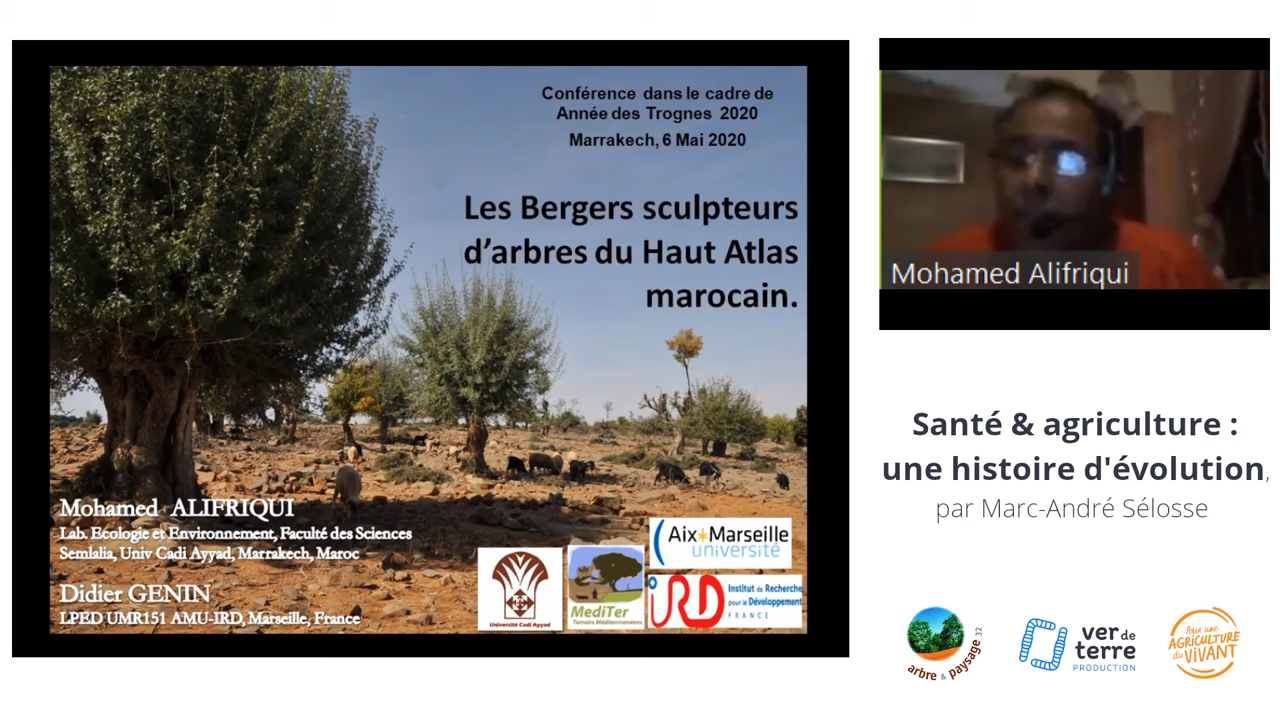 Conférence dans le cadre de
Année des Trognes 2020
Marrakech, 6 Mai 2020
Les Bergers sculpteurs
d'arbres du Haut Atlas
marocain.
Mohamed ALIFRIQUI
Lab. Ecologie et Environnement, Faculté des Sciences
Semlalia, Univ Cadi Ayyad, Marrakech, Maroc
Didier GENIN
LPED UMR151 AMU-IRD, Marseille, France
Université Cadi Ayyad
MediTer
Terroirs Méditerranéens
Aix*Marseille
université
IRD
Institut de Recherche
pour le Développement
FRANCE
Mohamed Alifriqui
Santé & agriculture :
une histoire d'évolution,
par Marc-André Sélosse
arbre & paysage 32
ver de
terre
PRODUCTION
Pour une
AGRICULTURE
du VIVANT